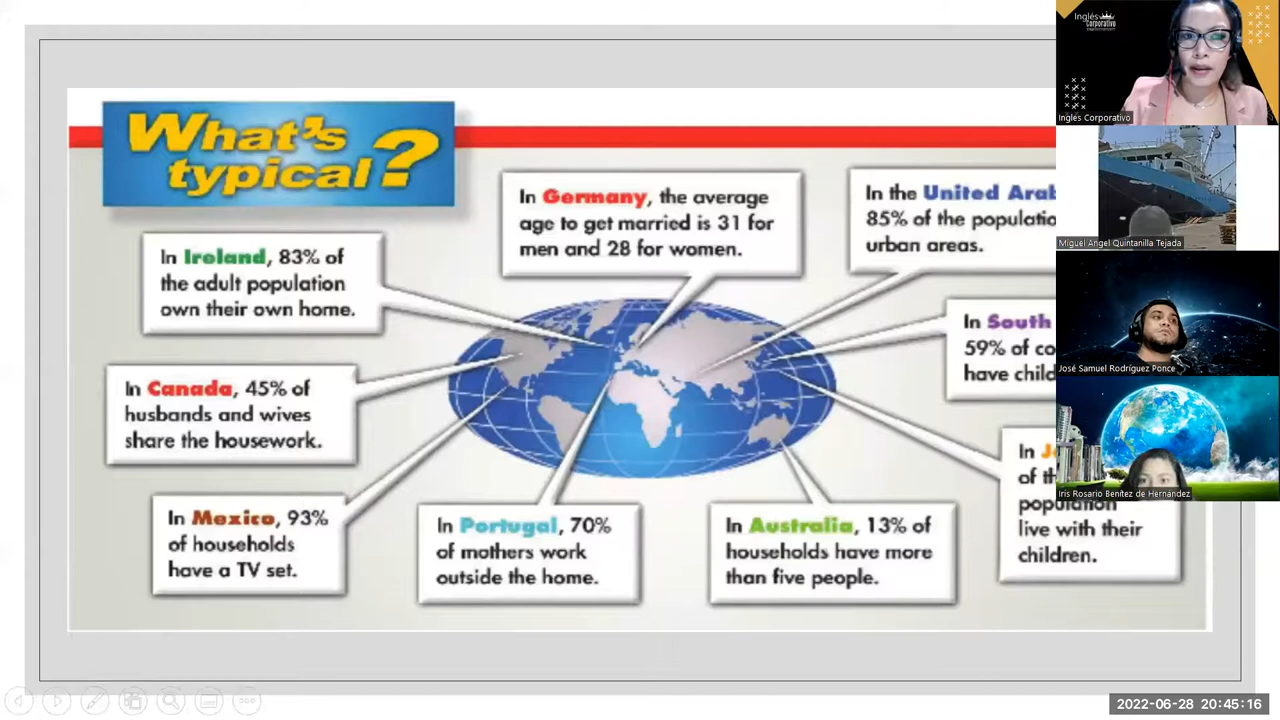 What's
typical?
In Germany, the average
age to get married is 31 for
men and 28 for women.
In the United Arab
85% of the populatio
urban areas.
In Ireland, 83% of
the adult population
own their own home.
In South
59% of co
have child
In Canada, 45% of
husbands and wives
share the housework.
In J
of th
population
live with their
children.
In Mexico, 93%
of households
have a TV set.
In Portugal, 70%
of mothers work
outside the home.
In Australia, 13% of
households have more
than five people.
Inglés
Corporativo
Inglés Corporativo
Miguel Angel Quintanilla Tejada
José Samuel Rodríguez Ponce
Iris Rosario Benítez de Hernández
2022-06-28 20:45:16